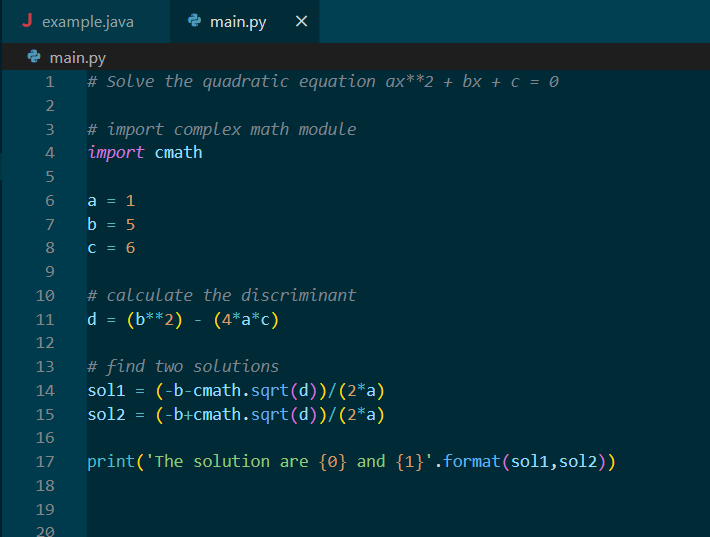 example.java main.py
main.py
1 # Solve the quadratic equation ax**2 + bx + c = 0
2
3 # import complex math module
4 import cmath
5
6 a = 1
7 b = 5
8 c = 6
9
10 # calculate the discriminant
11 d = (b**2) - (4*a*c)
12
13 # find two solutions
14 sol1 = (-b-cmath.sqrt(d))/(2*a)
15 sol2 = (-b+cmath.sqrt(d))/(2*a)
16
17 print('The solution are {0} and {1}'.format(sol1,sol2))
18
19
20